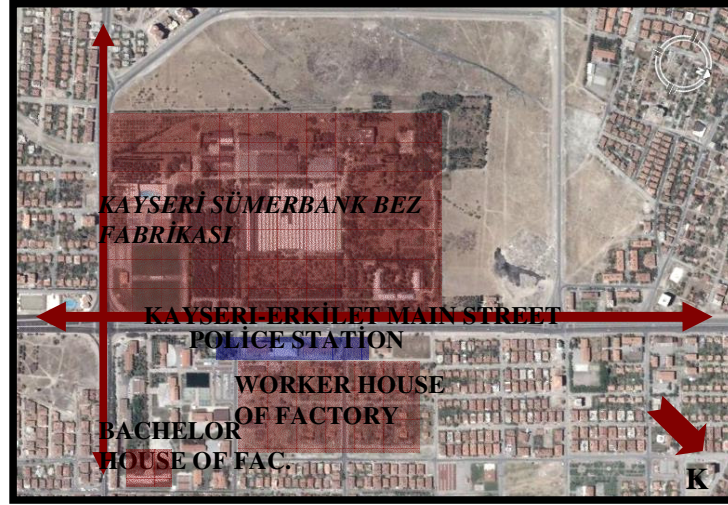 KAYSERİ SÜMERBANK BEZ
FABRİKASI
KAYSERI-ERKİLET MAIN STREET
POLİCE STATİON
WORKER HOUSE
OF FACTORY
BACHELOR
HOUSE OF FAC.
K